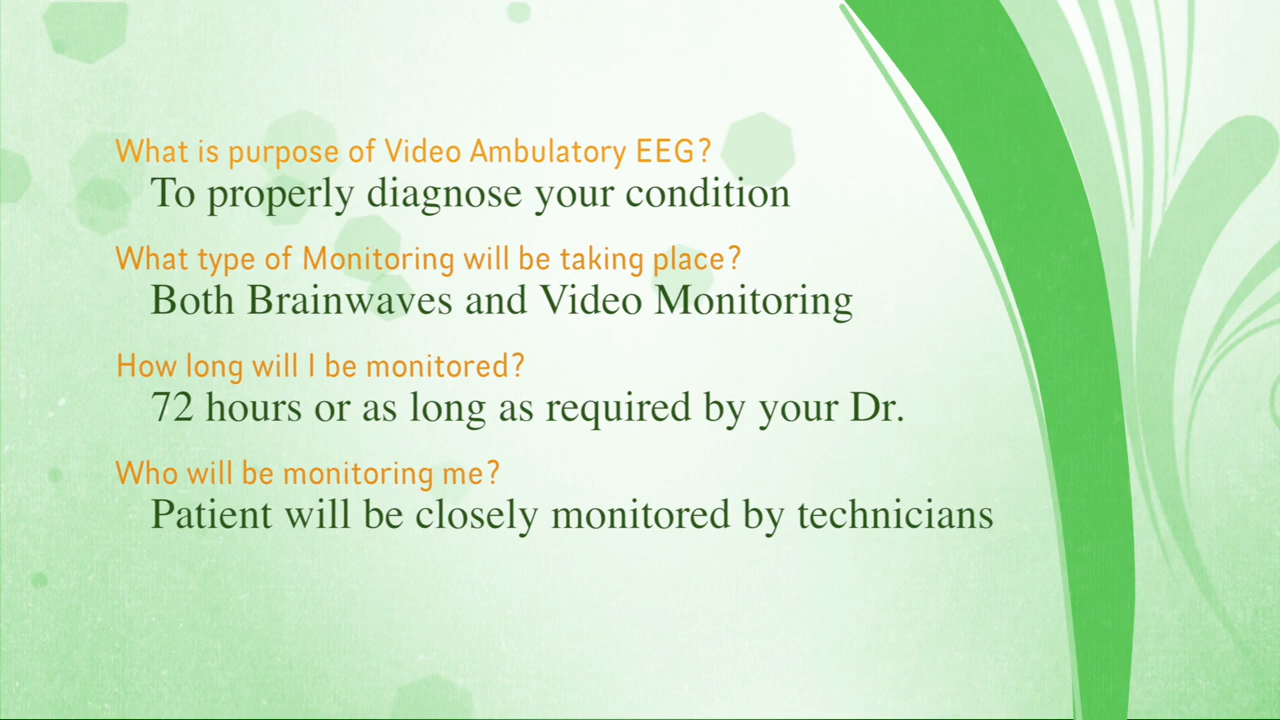 What is purpose of Video Ambulatory EEG?
To properly diagnose your condition
What type of Monitoring will be taking place?
Both Brainwaves and Video Monitoring
How long will I be monitored?
72 hours or as long as required by your Dr.
Who will be monitoring me?
Patient will be closely monitored by technicians